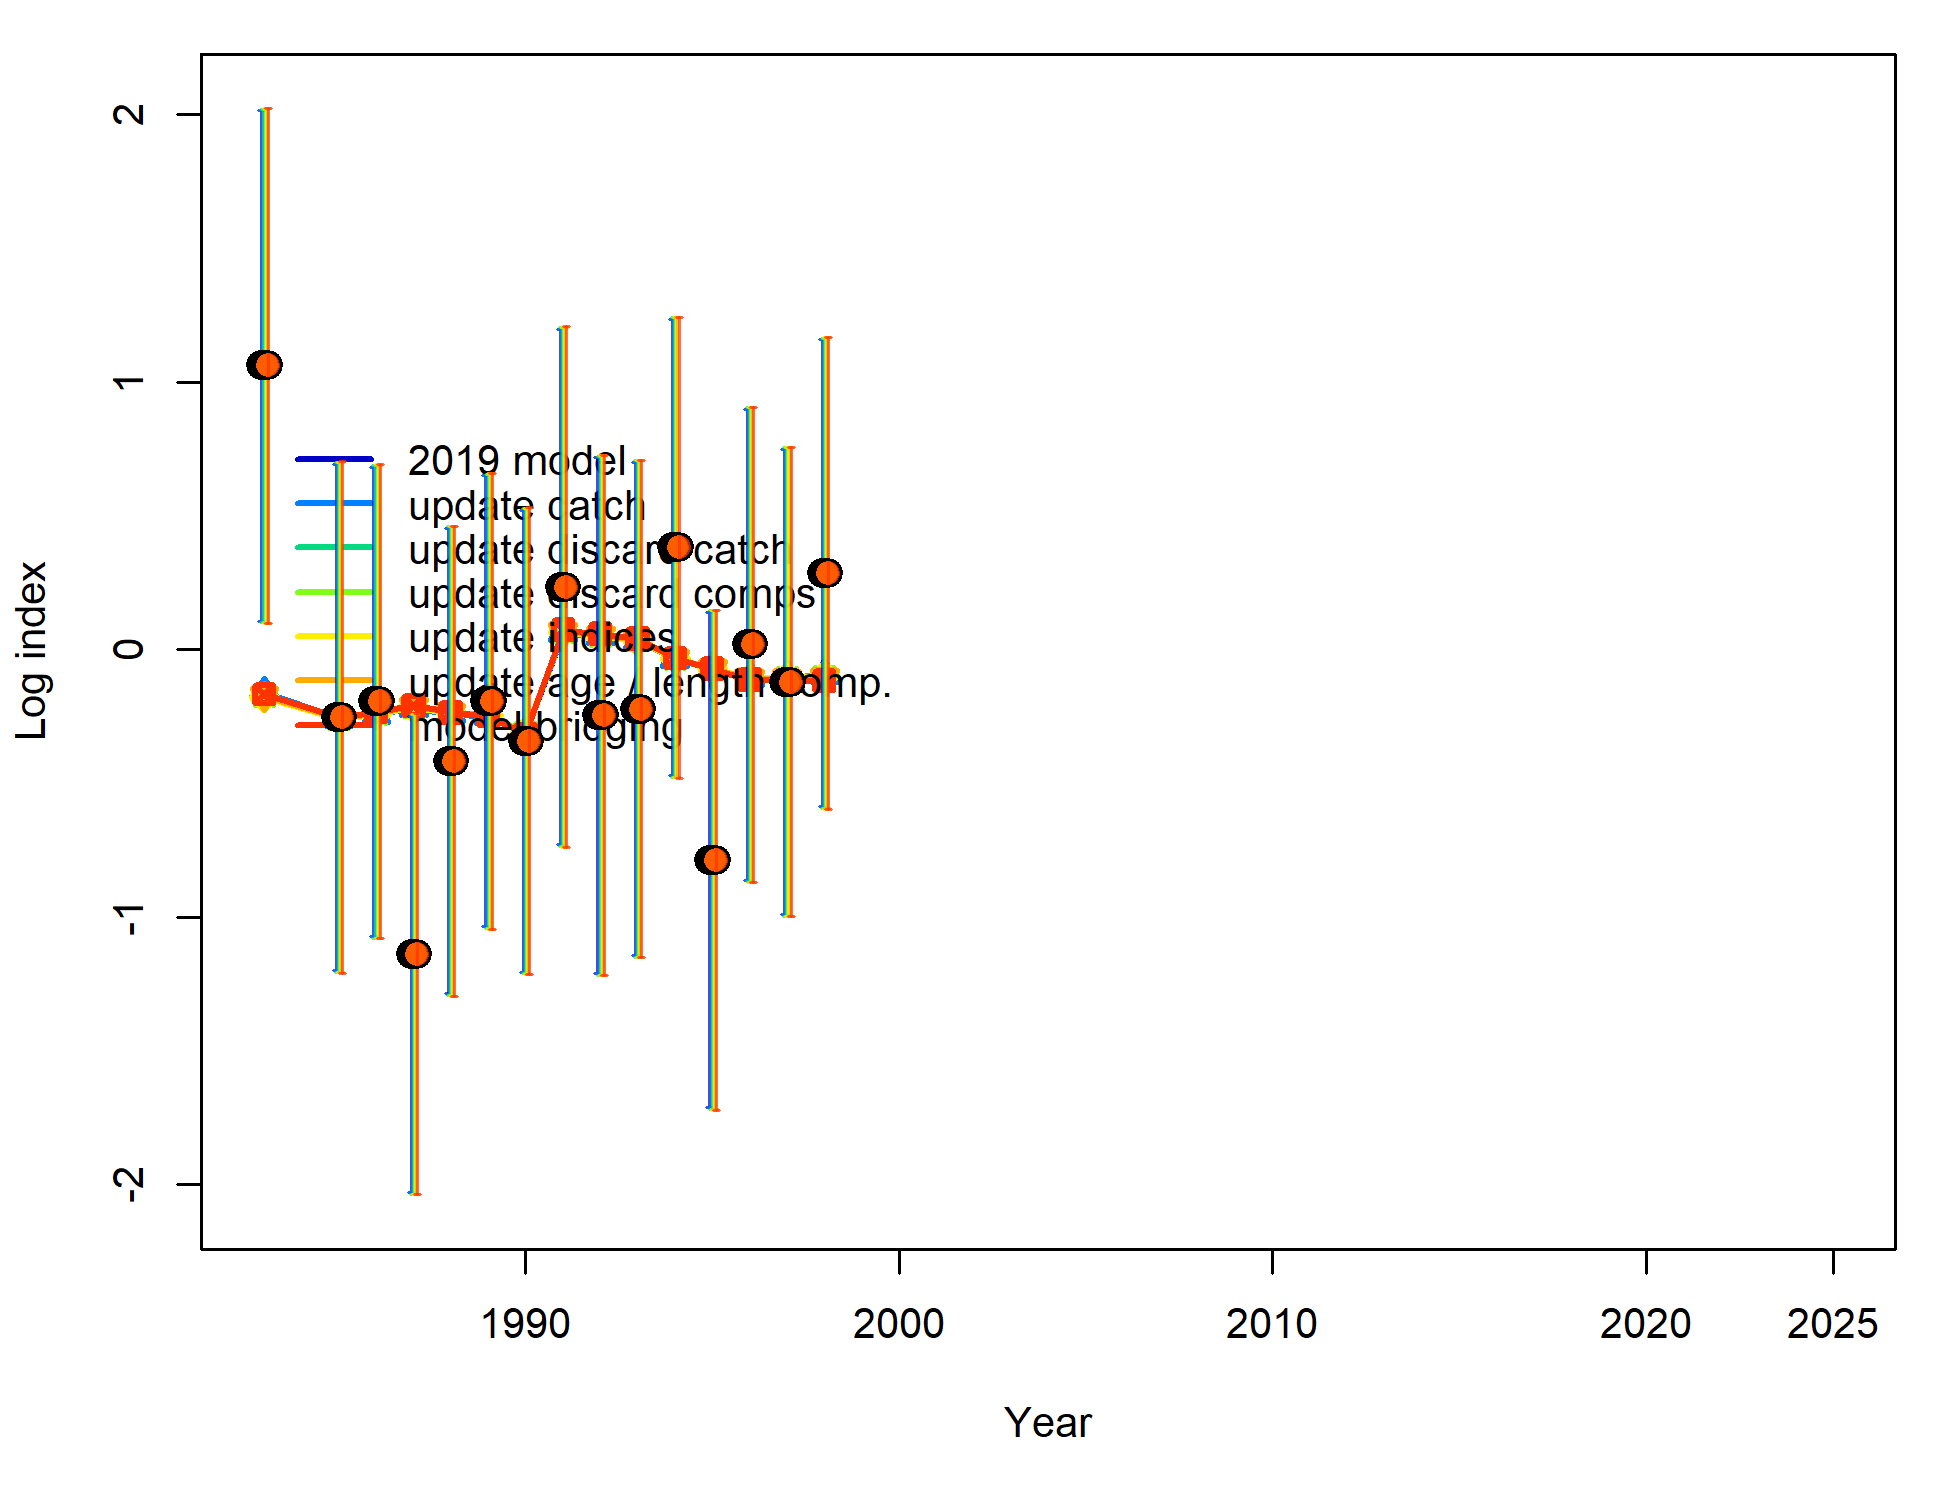 2
1
0
-1
-2
Log index
2019 model
update catch
update discard catch
update discard comps
update indices
update age / length comp.
model bridging
1990
2000
2010
2020
2025
Year